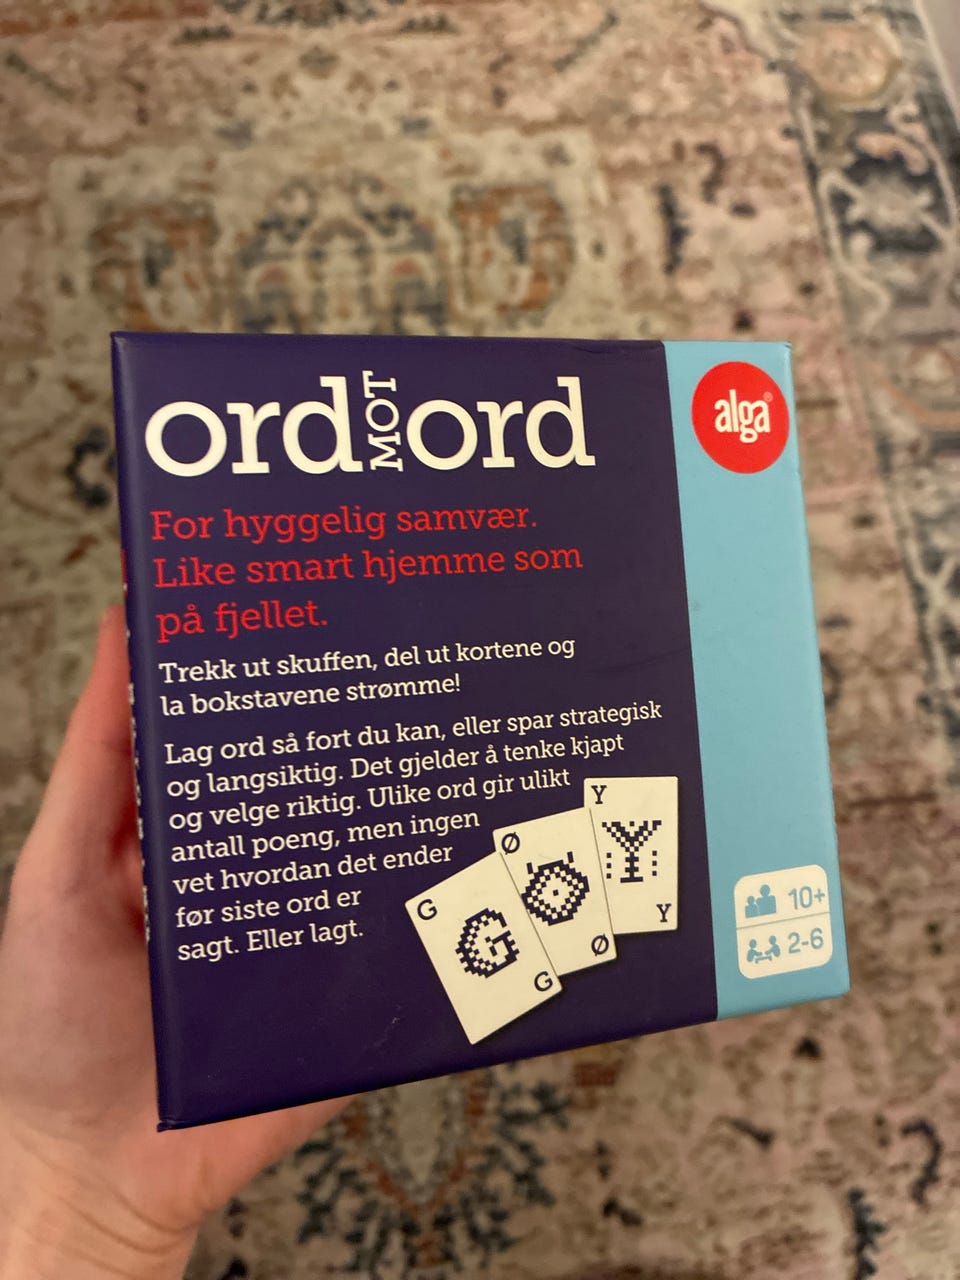 ord MOT ord
alga®
For hyggelig samvær.
Like smart hjemme som
på fjellet.
Trekk ut skuffen, del ut kortene og
la bokstavene strømme!
Lag ord så fort du kan, eller spar strategisk
og langsiktig. Det gjelder å tenke kjapt
og velge riktig. Ulike ord gir ulikt
antall poeng, men ingen
vet hvordan det ender
før siste ord er
sagt. Eller lagt.
G G G
Ø Ö Ø
Y Y Y
10+
2-6